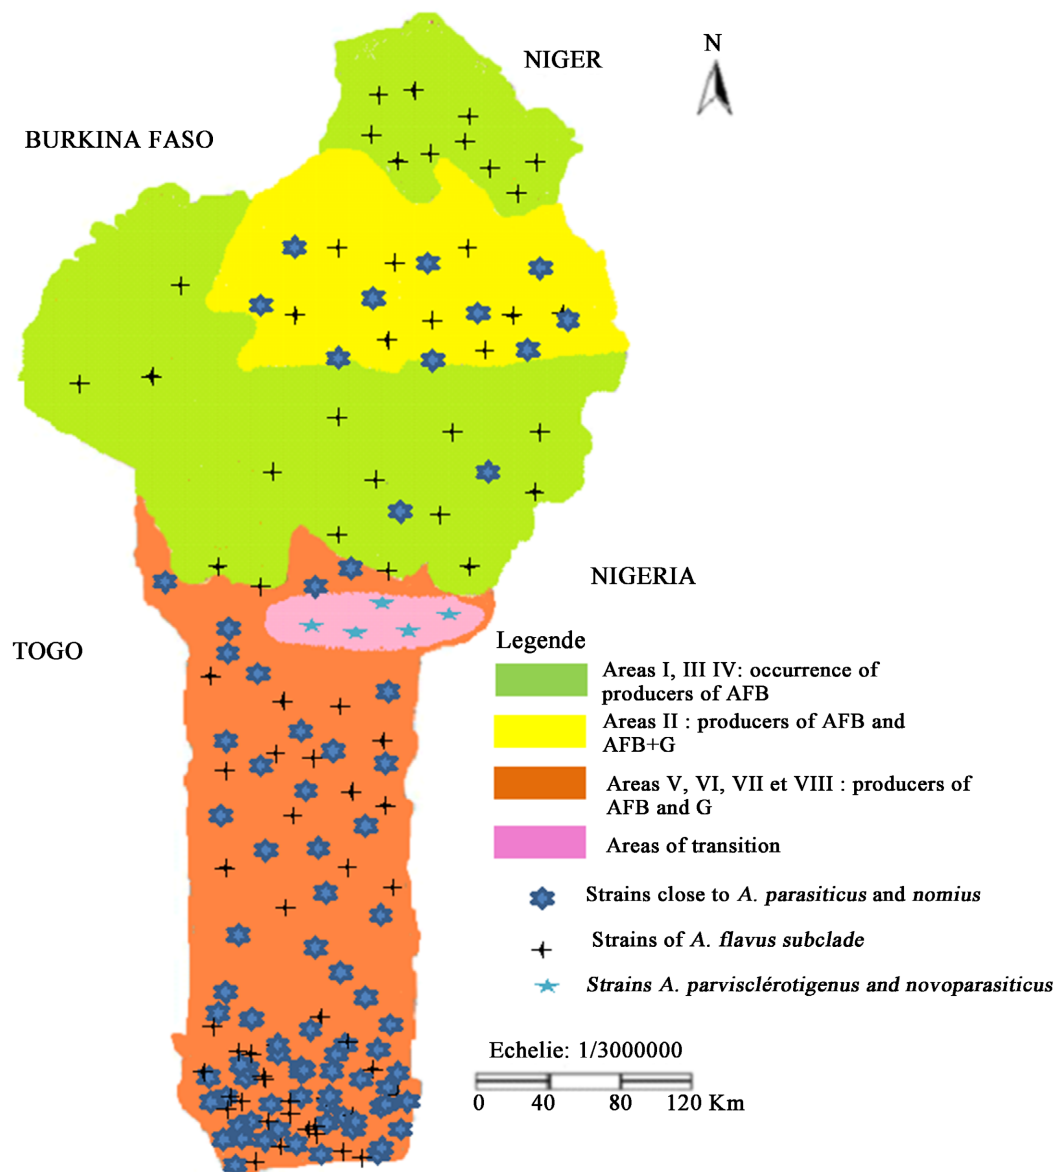 N
NIGER
BURKINA FASO
NIGERIA
TOGO
Legende
Areas I, III IV: occurrence of
producers of AFB
Areas II : producers of AFB and
AFB+G
Areas V, VI, VII et VIII : producers of
AFB and G
Areas of transition
Strains close to A. parasiticus and nomius
Strains of A. flavus subclade
Strains A. parvisclérotigenus and novoparasiticus
Echelie: 1/3000000
0 40 80 120 Km